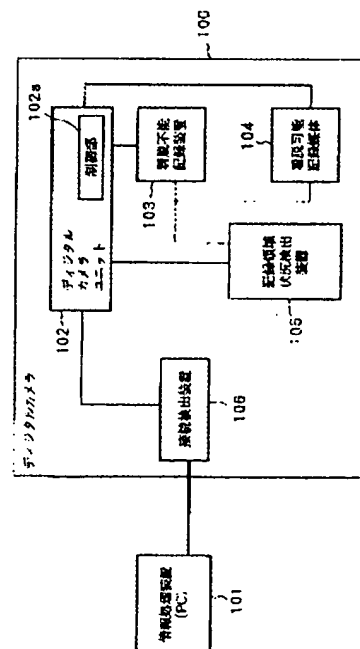 ディジタルカメラ
100
102
ディジタル
カメラ
ユニット
102a
制御部
着脱不能
記録装置
103
着脱可能
記録媒体
104
記録領域
状況検出
装置
105
接続検出装置
106
情報処理装置
(PC)
101